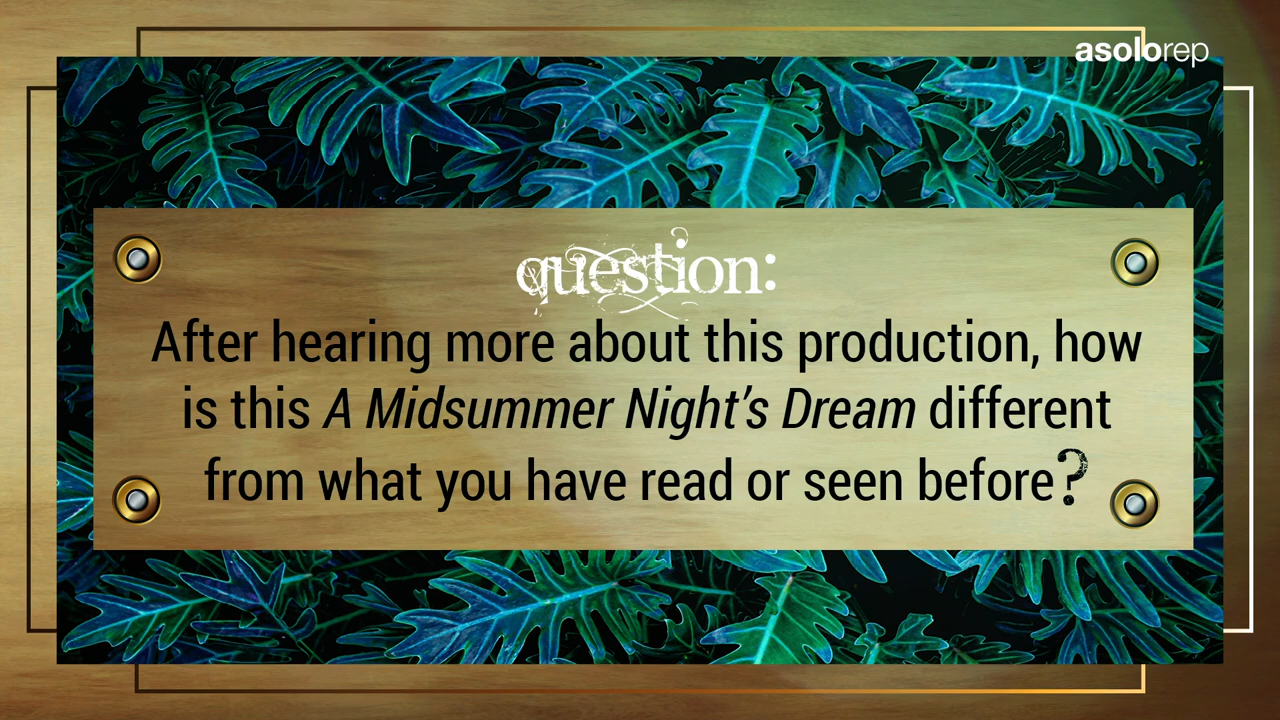 asolorep
question:
After hearing more about this production, how
is this A Midsummer Night's Dream different
from what you have read or seen before?